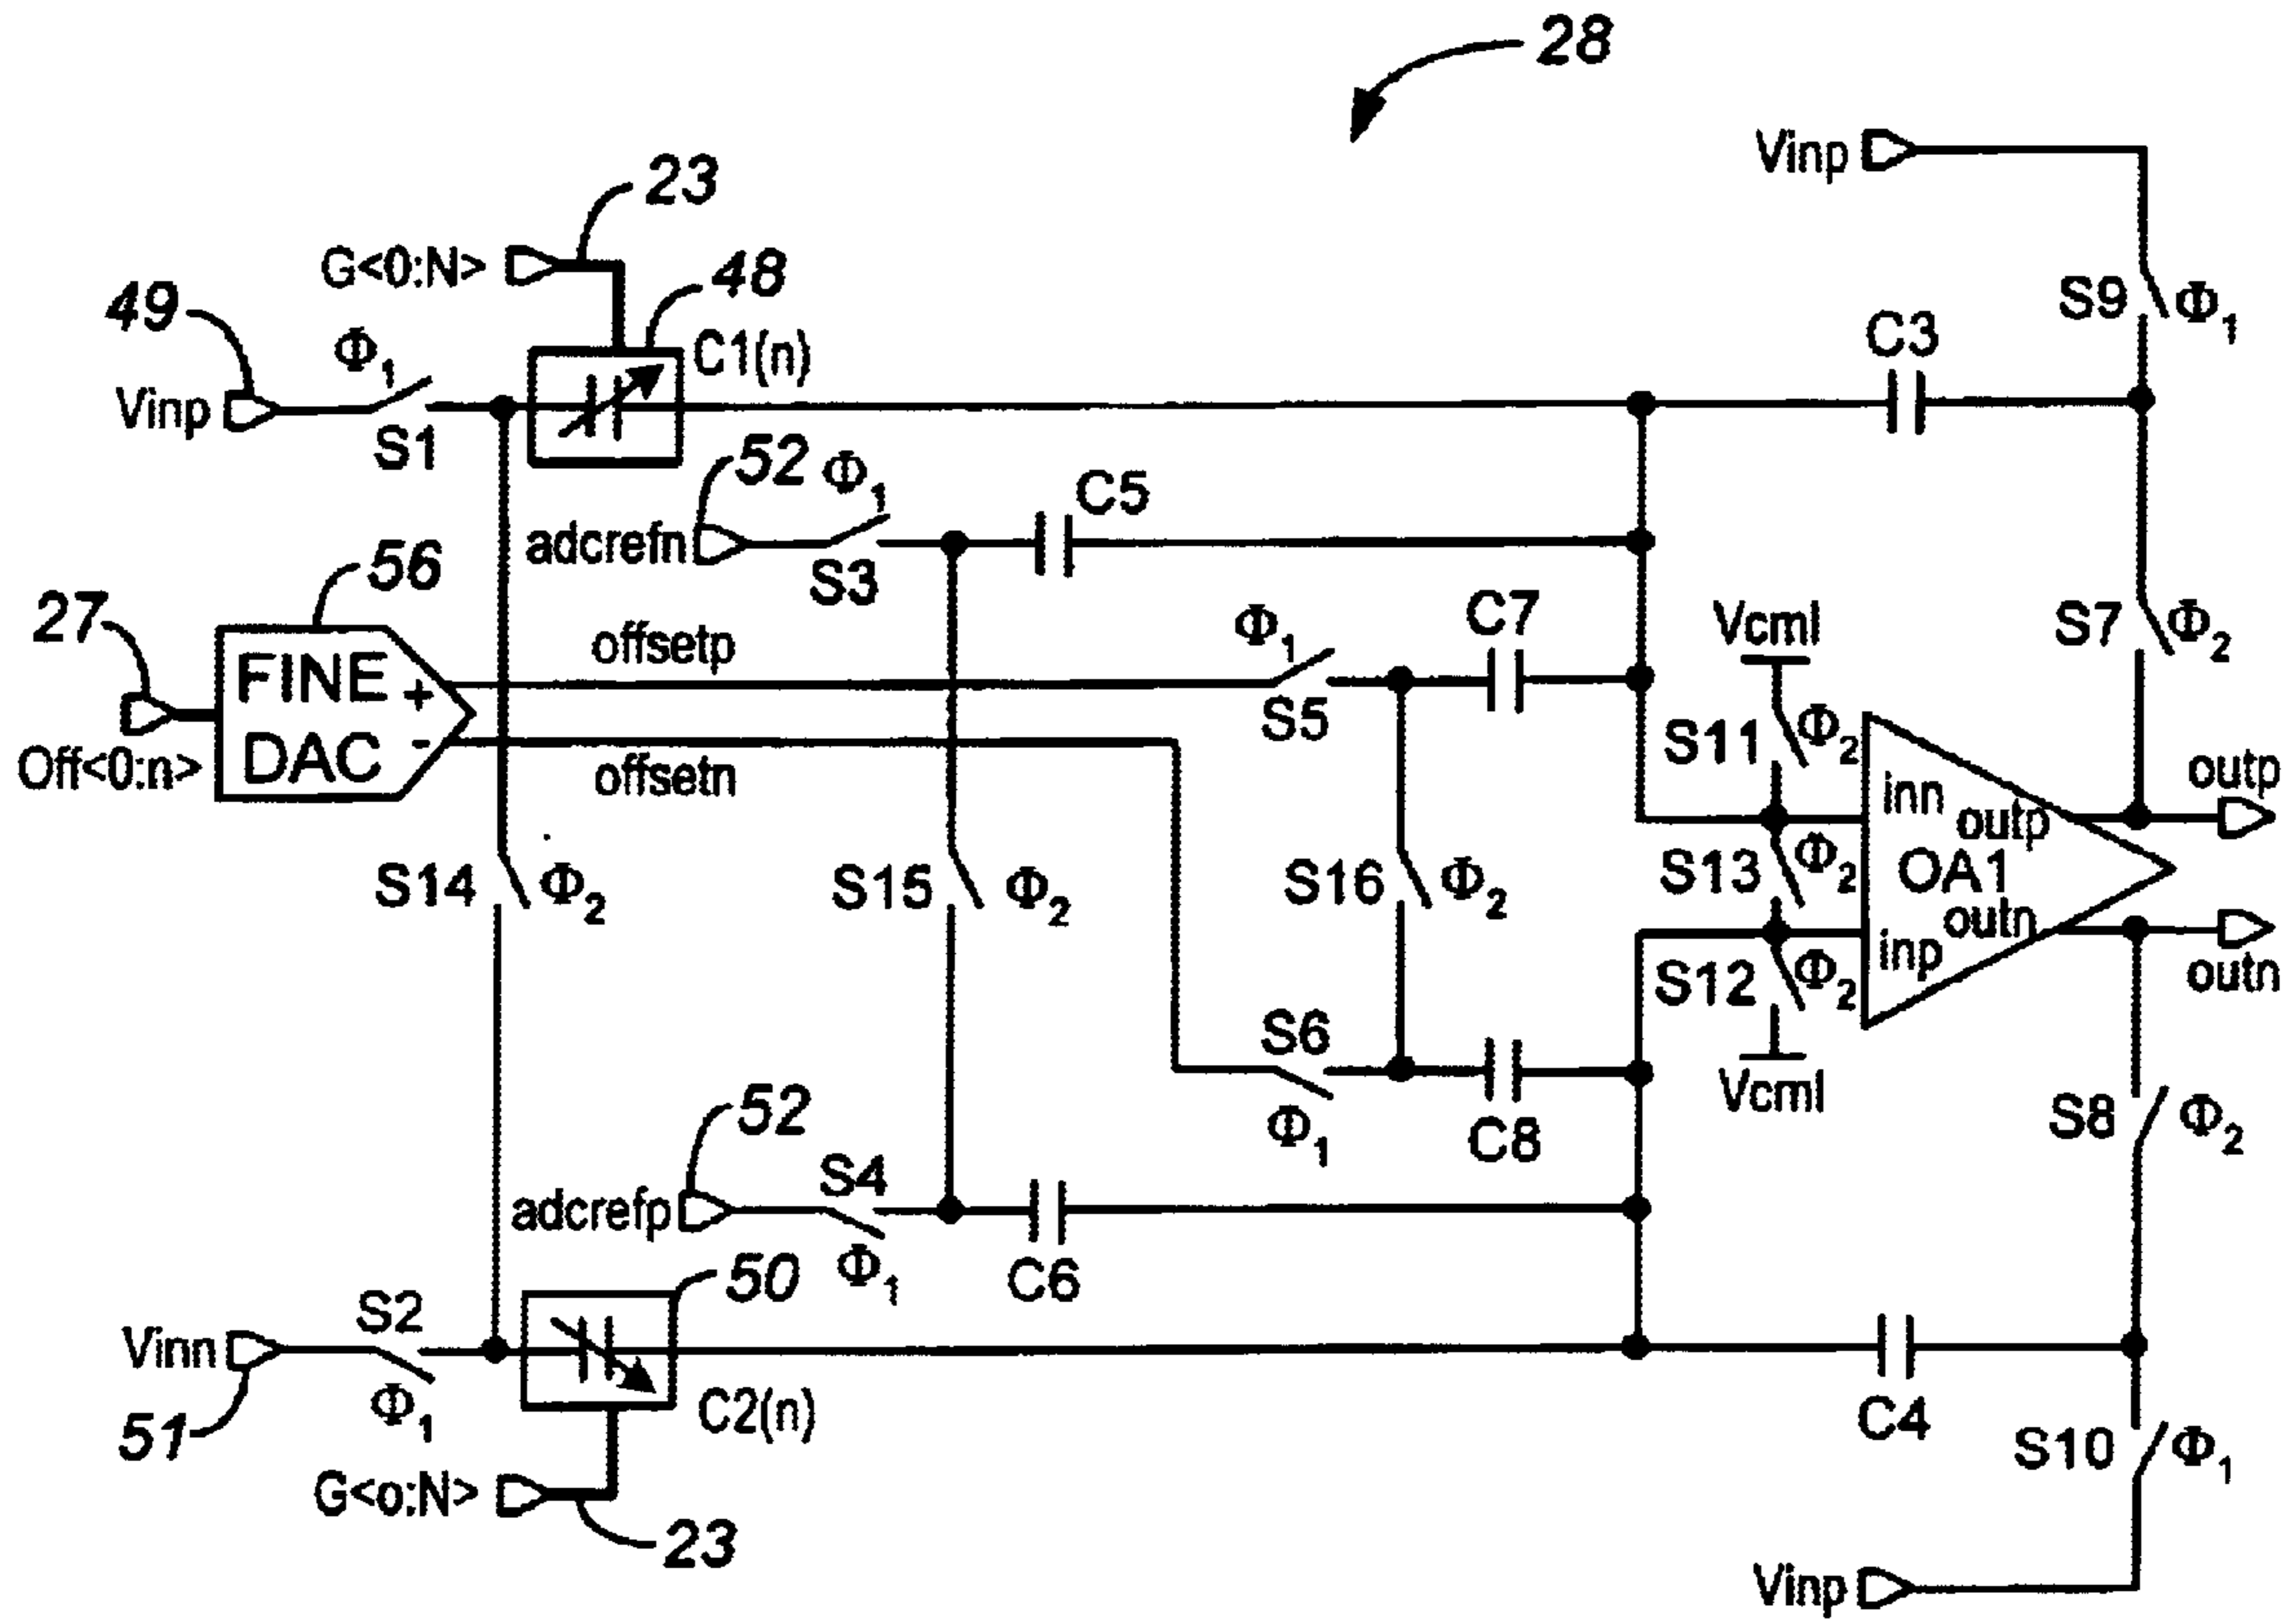 28
Vinp
23
G<0:N>
48
49
Φ1
C1(n)
S9
Φ1
C3
Vinp
S1
52
Φ1
C5
adcrefn
S3
56
27
FINE
DAC
+
-
offsetp
offsetn
Off<0:n>
Φ1
S5
C7
Vcml
S7
Φ2
S11
Φ2
inn
outp
outp
S14
Φ2
S15
Φ2
S16
Φ2
S13
Φ2
OA1
outn
inp
outn
S12
Φ2
Vcml
S6
Φ1
C8
S8
Φ2
52
S4
adcrefp
Φ1
C6
50
S2
Vinn
Φ1
C2(n)
51
C4
S10
Φ1
G<o:N>
23
Vinp